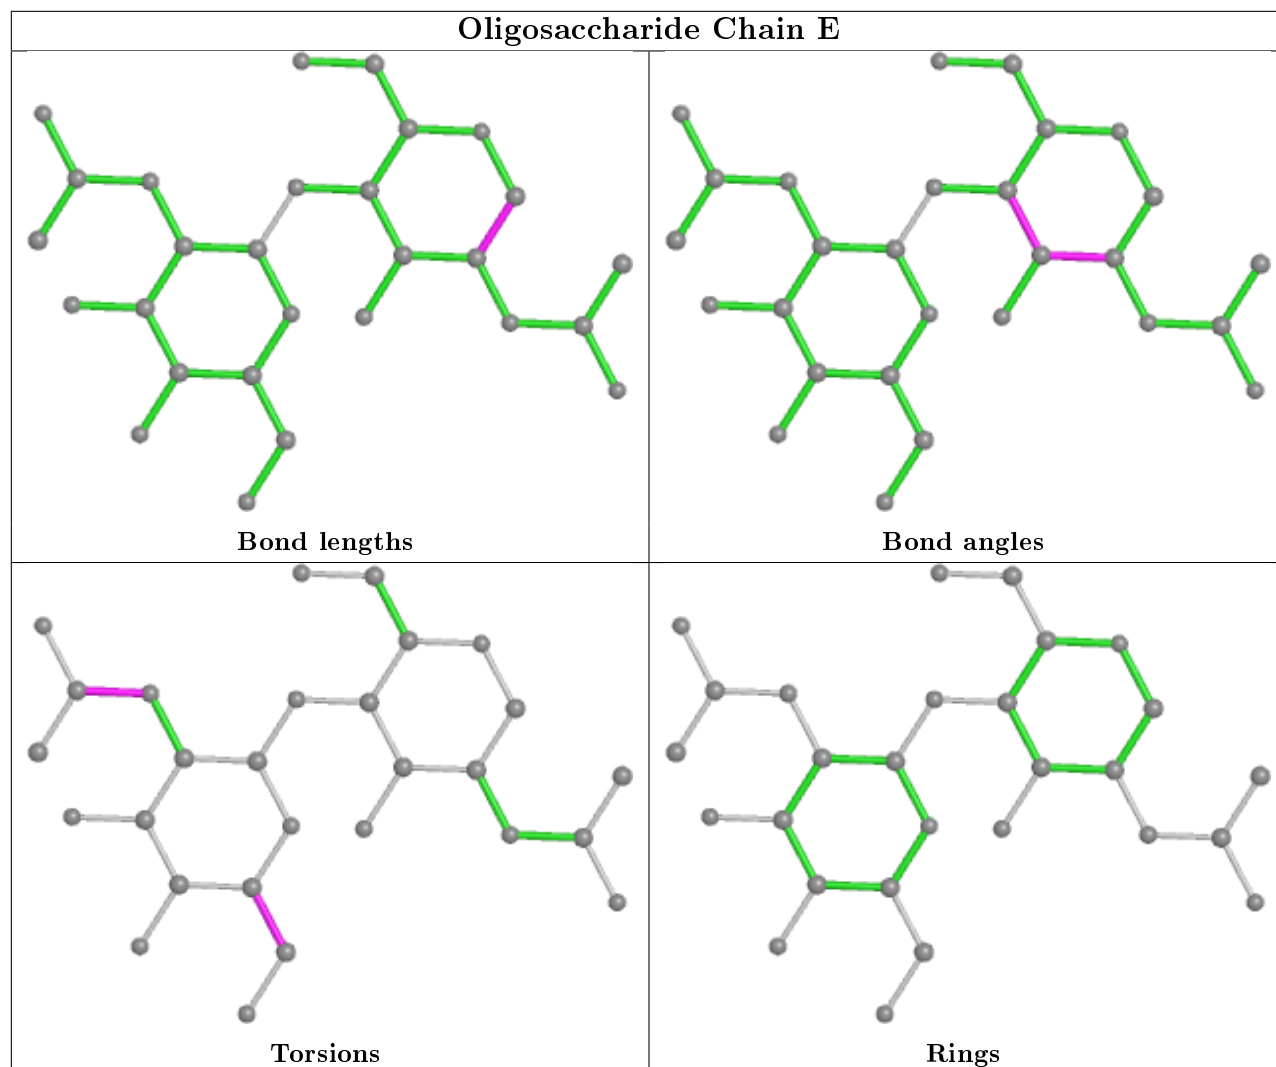 Oligosaccharide Chain E
Bond lengths
Bond angles
Torsions
Rings